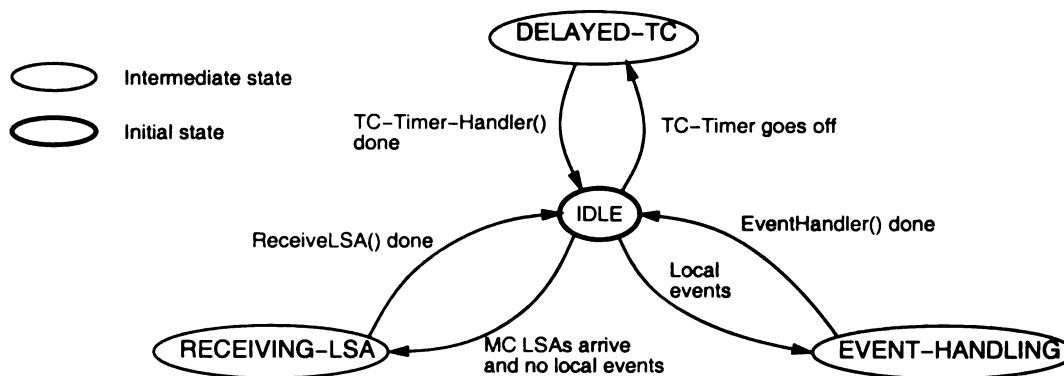 DELAYED-TC
Intermediate state
Initial state
TC-Timer-Handler()
done
TC-Timer goes off
IDLE
ReceiveLSA() done
EventHandler() done
Local
events
RECEIVING-LSA
MC LSAs arrive
and no local events
EVENT-HANDLING